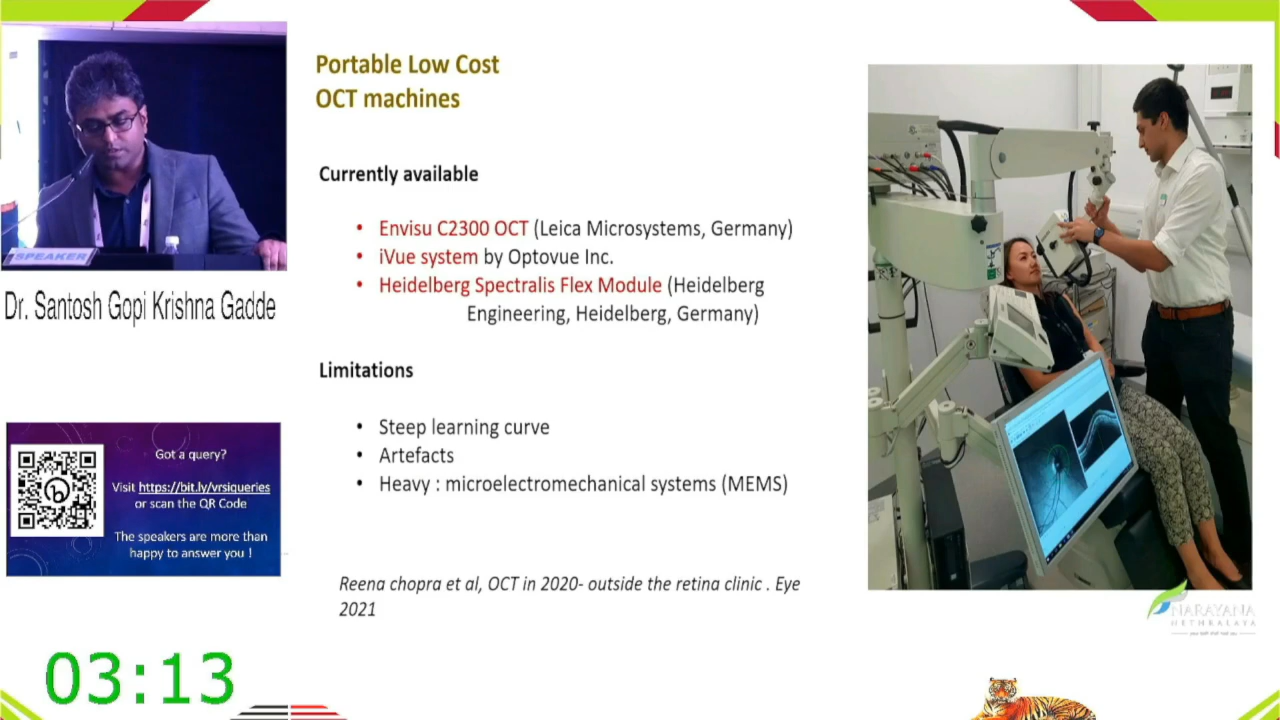 Portable Low Cost
OCT machines
Currently available
• Envisu C2300 OCT (Leica Microsystems, Germany)
• iVue system by Optovue Inc.
• Heidelberg Spectralis Flex Module (Heidelberg
Engineering, Heidelberg, Germany)
Limitations
• Steep learning curve
• Artefacts
• Heavy : microelectromechanical systems (MEMS)
Reena chopra et al, OCT in 2020- outside the retina clinic . Eye
2021
SPEAKER
Dr. Santosh Gopi Krishna Gadde
Got a query?
Visit https://bit.ly/vrsiqueries
or scan the QR Code
The speakers are more than
happy to answer you !
03:13
NARAYANA
NETHRALAYA